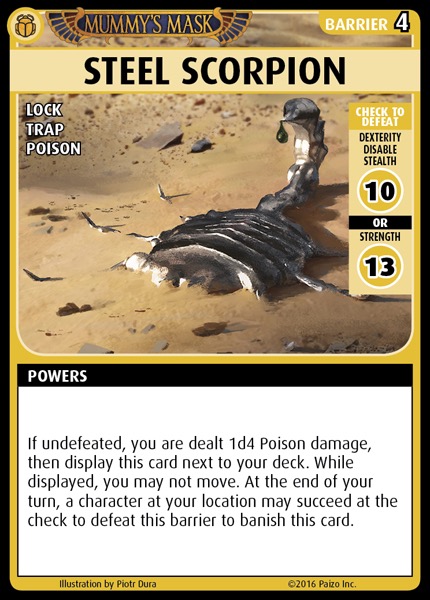 MUMMY'S MASK
BARRIER 4
STEEL SCORPION
LOCK
TRAP
POISON
CHECK TO
DEFEAT
DEXTERITY
DISABLE
STEALTH
10
OR
STRENGTH
13
POWERS
If undefeated, you are dealt 1d4 Poison damage,
then display this card next to your deck. While
displayed, you may not move. At the end of your
turn, a character at your location may succeed at the
check to defeat this barrier to banish this card.
Illustration by Piotr Dura
©2016 Paizo Inc.